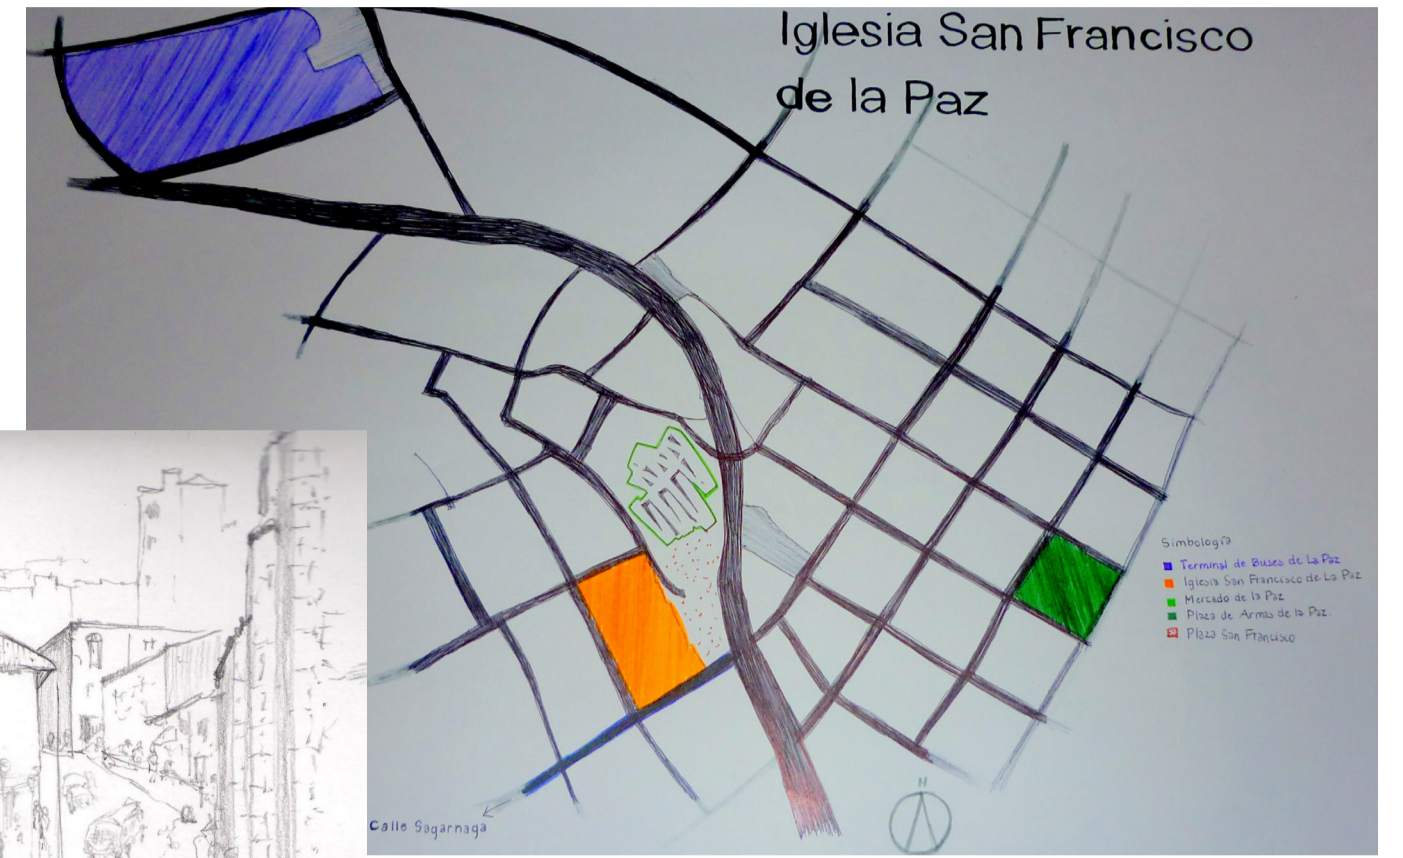 Iglesia San Francisco
de la Paz
Simbología
Terminal de Buses de La Paz
Iglesia San Francisco de La Paz
Mercado de la Paz
Plaza de Armas de la Paz
Plaza San Francisco
N
Calle Sagarnaga